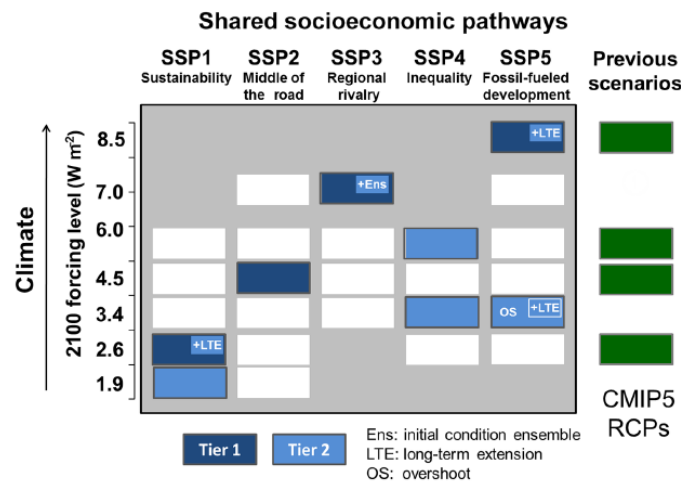 Shared socioeconomic pathways
SSP1 SSP2 SSP3 SSP4 SSP5
Sustainability Middle of the road Regional rivalry Inequality Fossil-fueled development
Previous scenarios
Climate
2100 forcing level (W m²)
8.5 +LTE
7.0 +Ens
6.0
4.5
3.4 OS +LTE
2.6 +LTE
1.9
CMIP5
RCPs
Tier 1 Tier 2
Ens: initial condition ensemble
LTE: long-term extension
OS: overshoot